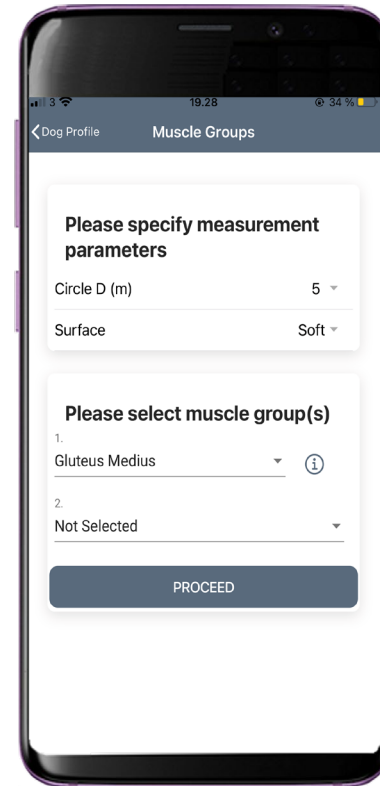 3 19.28 34 %
Dog Profile Muscle Groups
Please specify measurement
parameters
Circle D (m) 5
Surface Soft
Please select muscle group(s)
1.
Gluteus Medius
2.
Not Selected
PROCEED